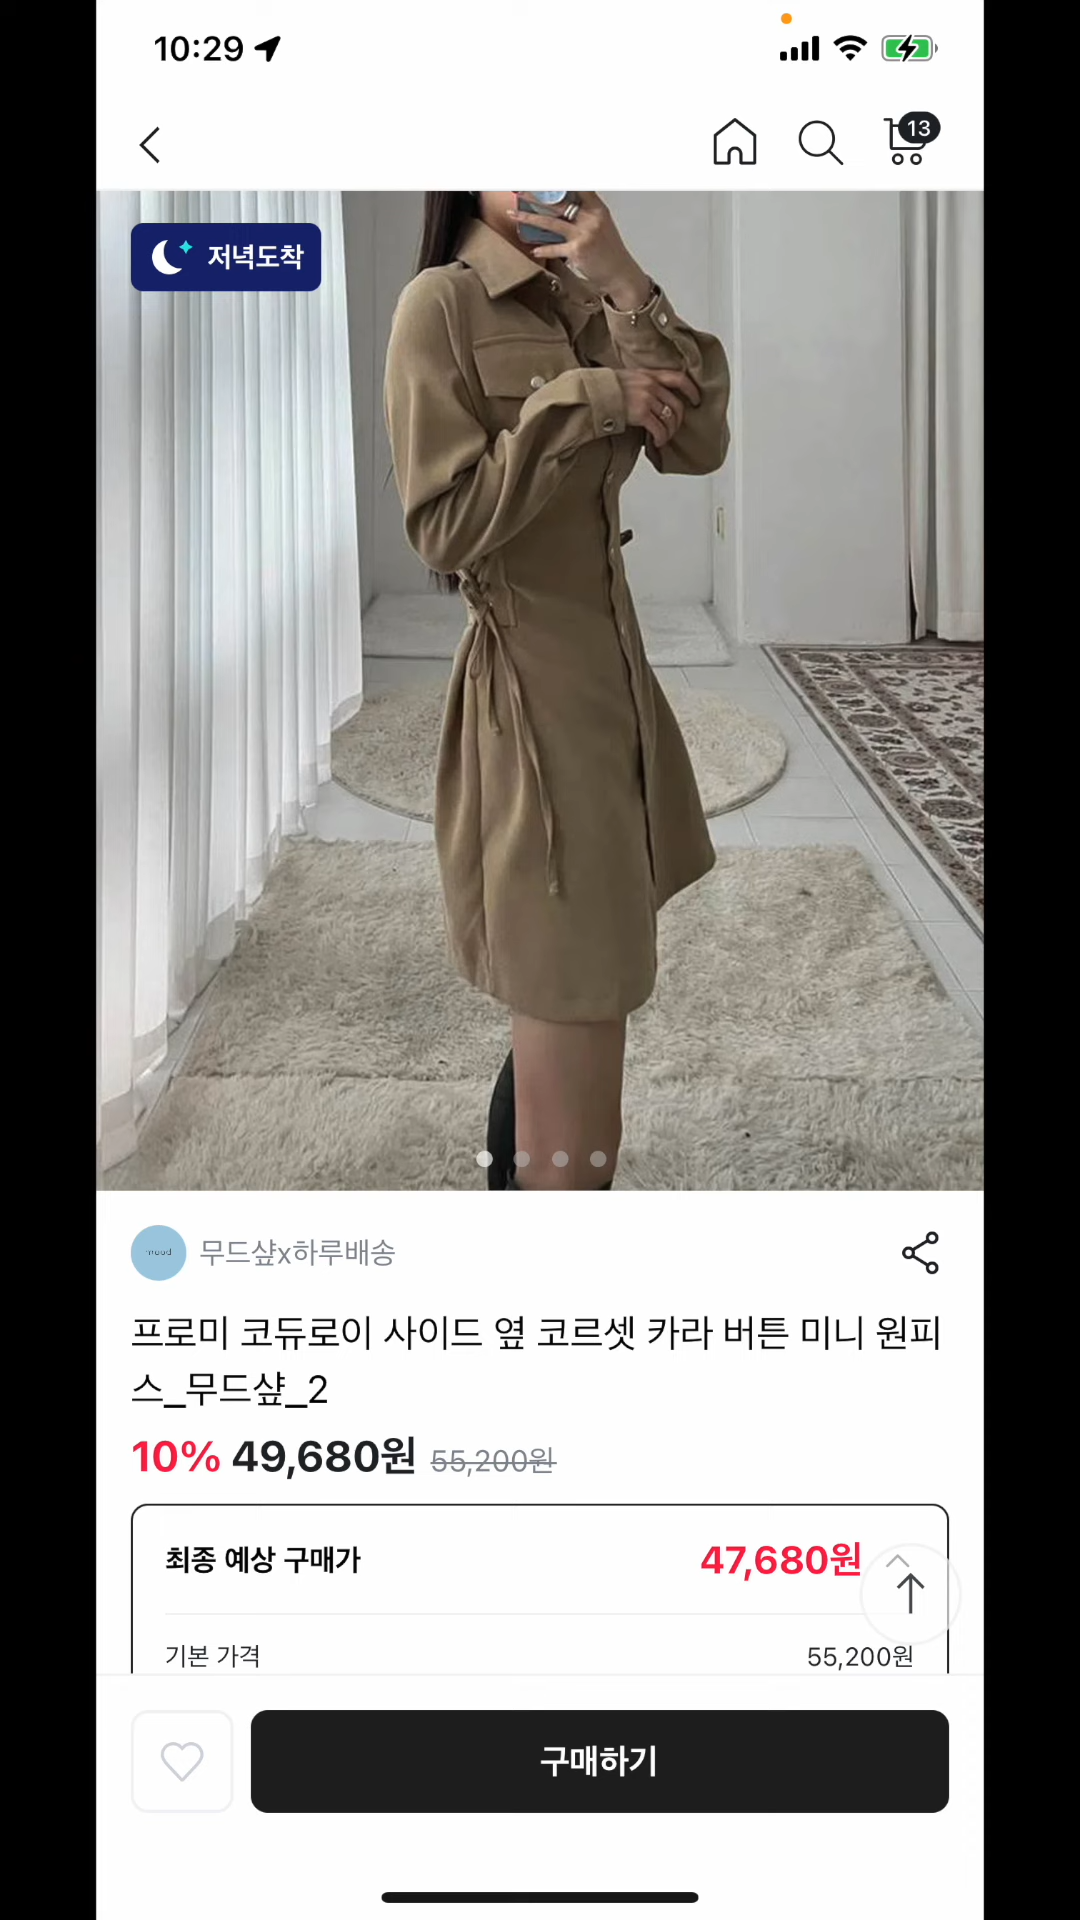 10:29
13
저녁도착
mood
무드샾x하루배송
프로미 코듀로이 사이드 옆 코르셋 카라 버튼 미니 원피
스_무드샾_2
10% 49,680원 55,200원
최종 예상 구매가 47,680원
기본 가격 55,200원
구매하기